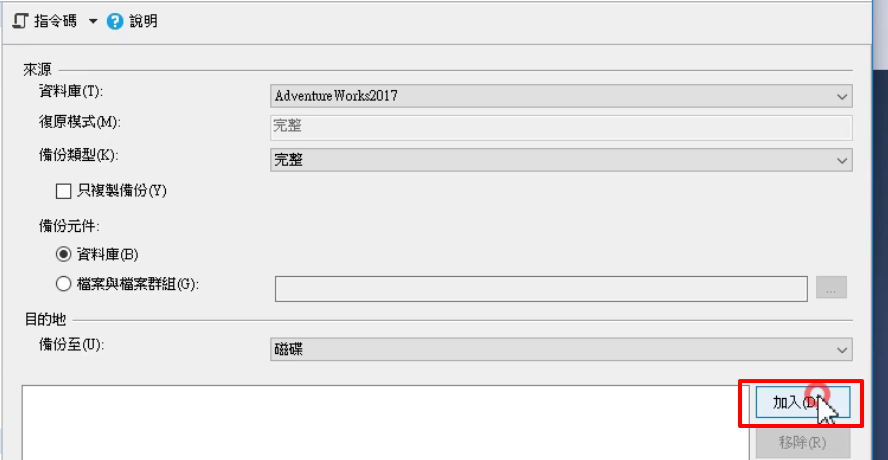 指令碼 說明
來源
資料庫(T): AdventureWorks2017
復原模式(M): 完整
備份類型(K): 完整
只複製備份(Y)
備份元件:
資料庫(B)
檔案與檔案群組(G): ...
目的地
備份至(U): 磁碟
加入(D)
移除(R)